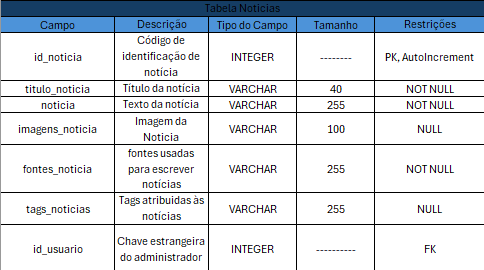 Tabela Noticias
Campo Descrição Tipo do Campo Tamanho Restrições
id_noticia Código de identificação de notícia INTEGER -------- PK, AutoIncrement
titulo_noticia Título da notícia VARCHAR 40 NOT NULL
noticia Texto da notícia VARCHAR 255 NOT NULL
imagens_noticia Imagem da Noticia VARCHAR 100 NULL
fontes_noticia fontes usadas para escrever notícias VARCHAR 255 NOT NULL
tags_noticias Tags atribuidas às notícias VARCHAR 255 NULL
id_usuario Chave estrangeira do administrador INTEGER ---------- FK